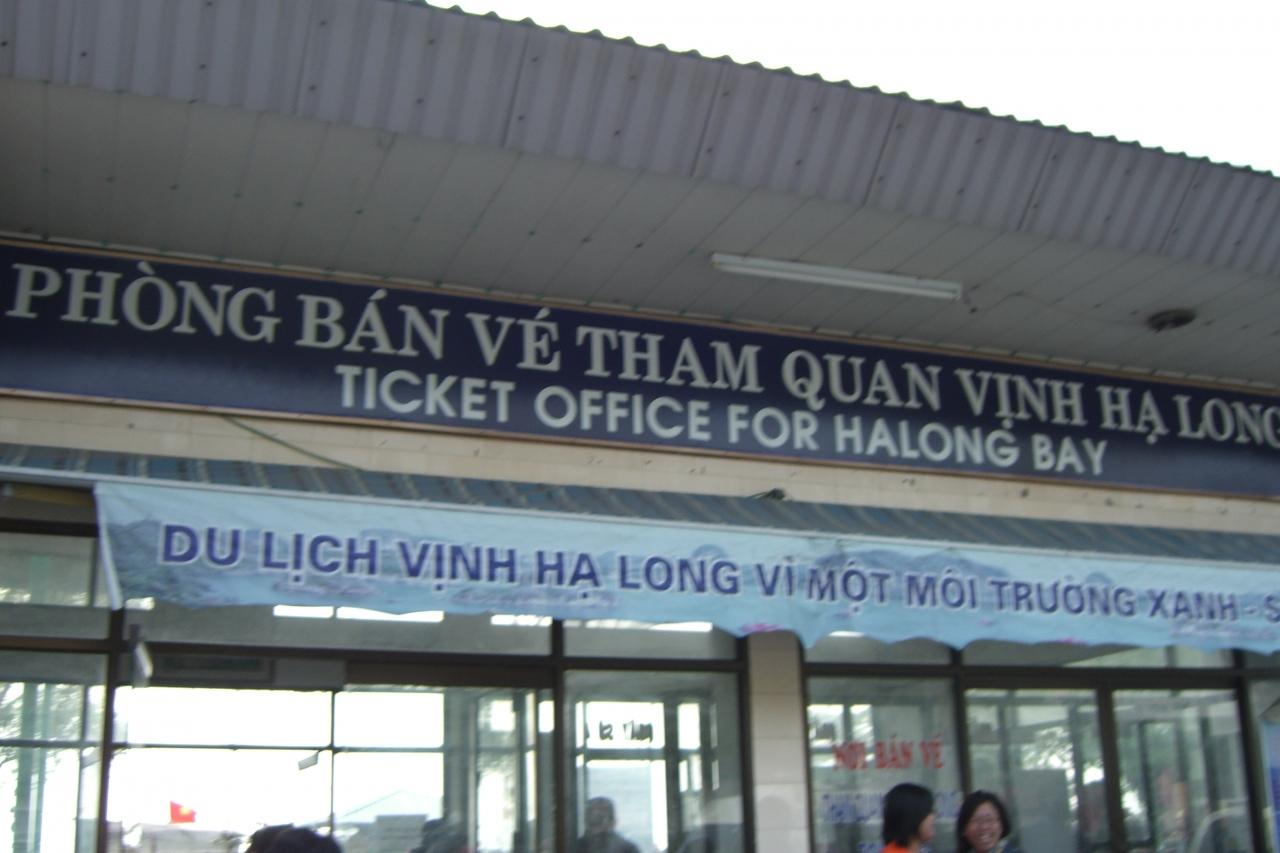 PHÒNG BÁN VÉ THAM QUAN VỊNH HẠ LONG
TICKET OFFICE FOR HALONG BAY
DU LỊCH VỊNH HẠ LONG VÌ MỘT MÔI TRƯỜNG XANH - S
NƠI BÁN VÉ